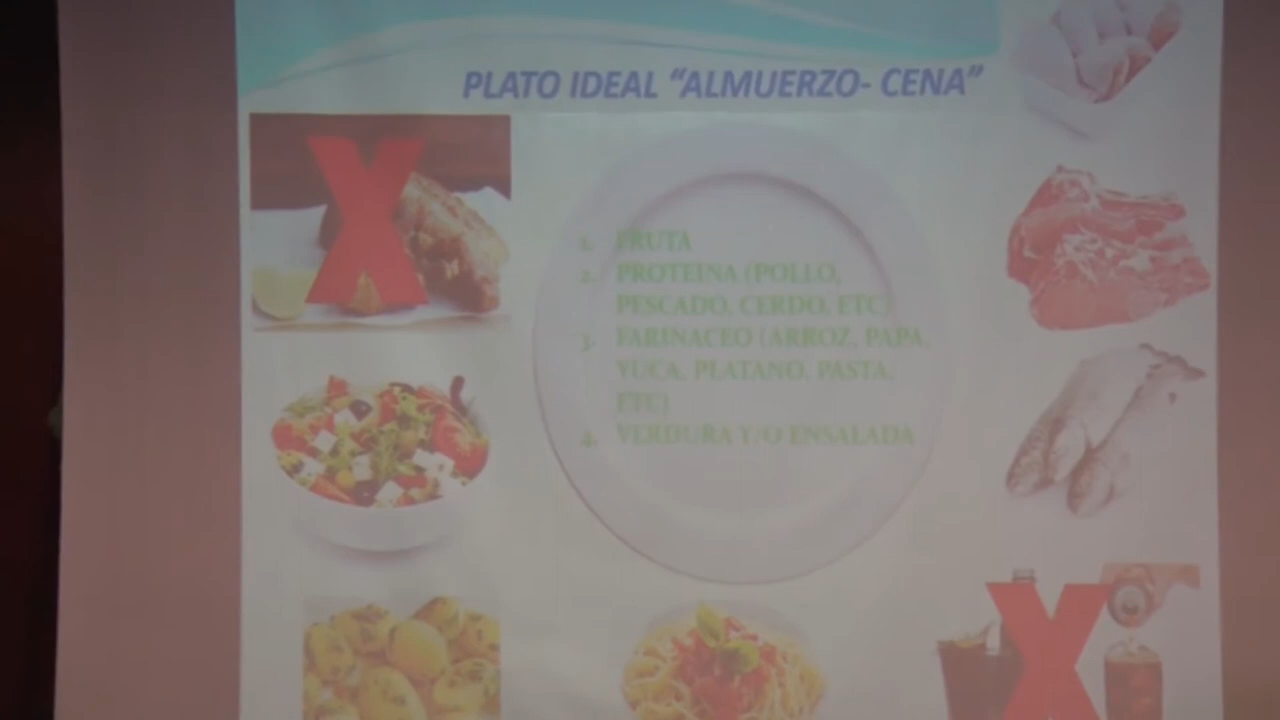 PLATO IDEAL "ALMUERZO- CENA"
1. FRUTA
2. PROTEINA (POLLO,
PESCADO, CERDO, ETC)
3. FARINACEO (ARROZ, PAPA,
YUCA, PLATANO, PASTA,
ETC)
4. VERDURA Y/O ENSALADA